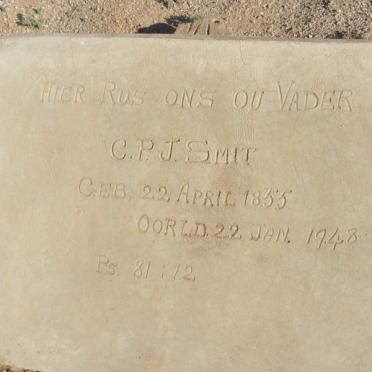 HIER RUS ONS OU VADER
C.P.J. SMIT
GEB. 22 APRIL 1855
OORLD. 22 JAN. 1948
Ps. 81:12